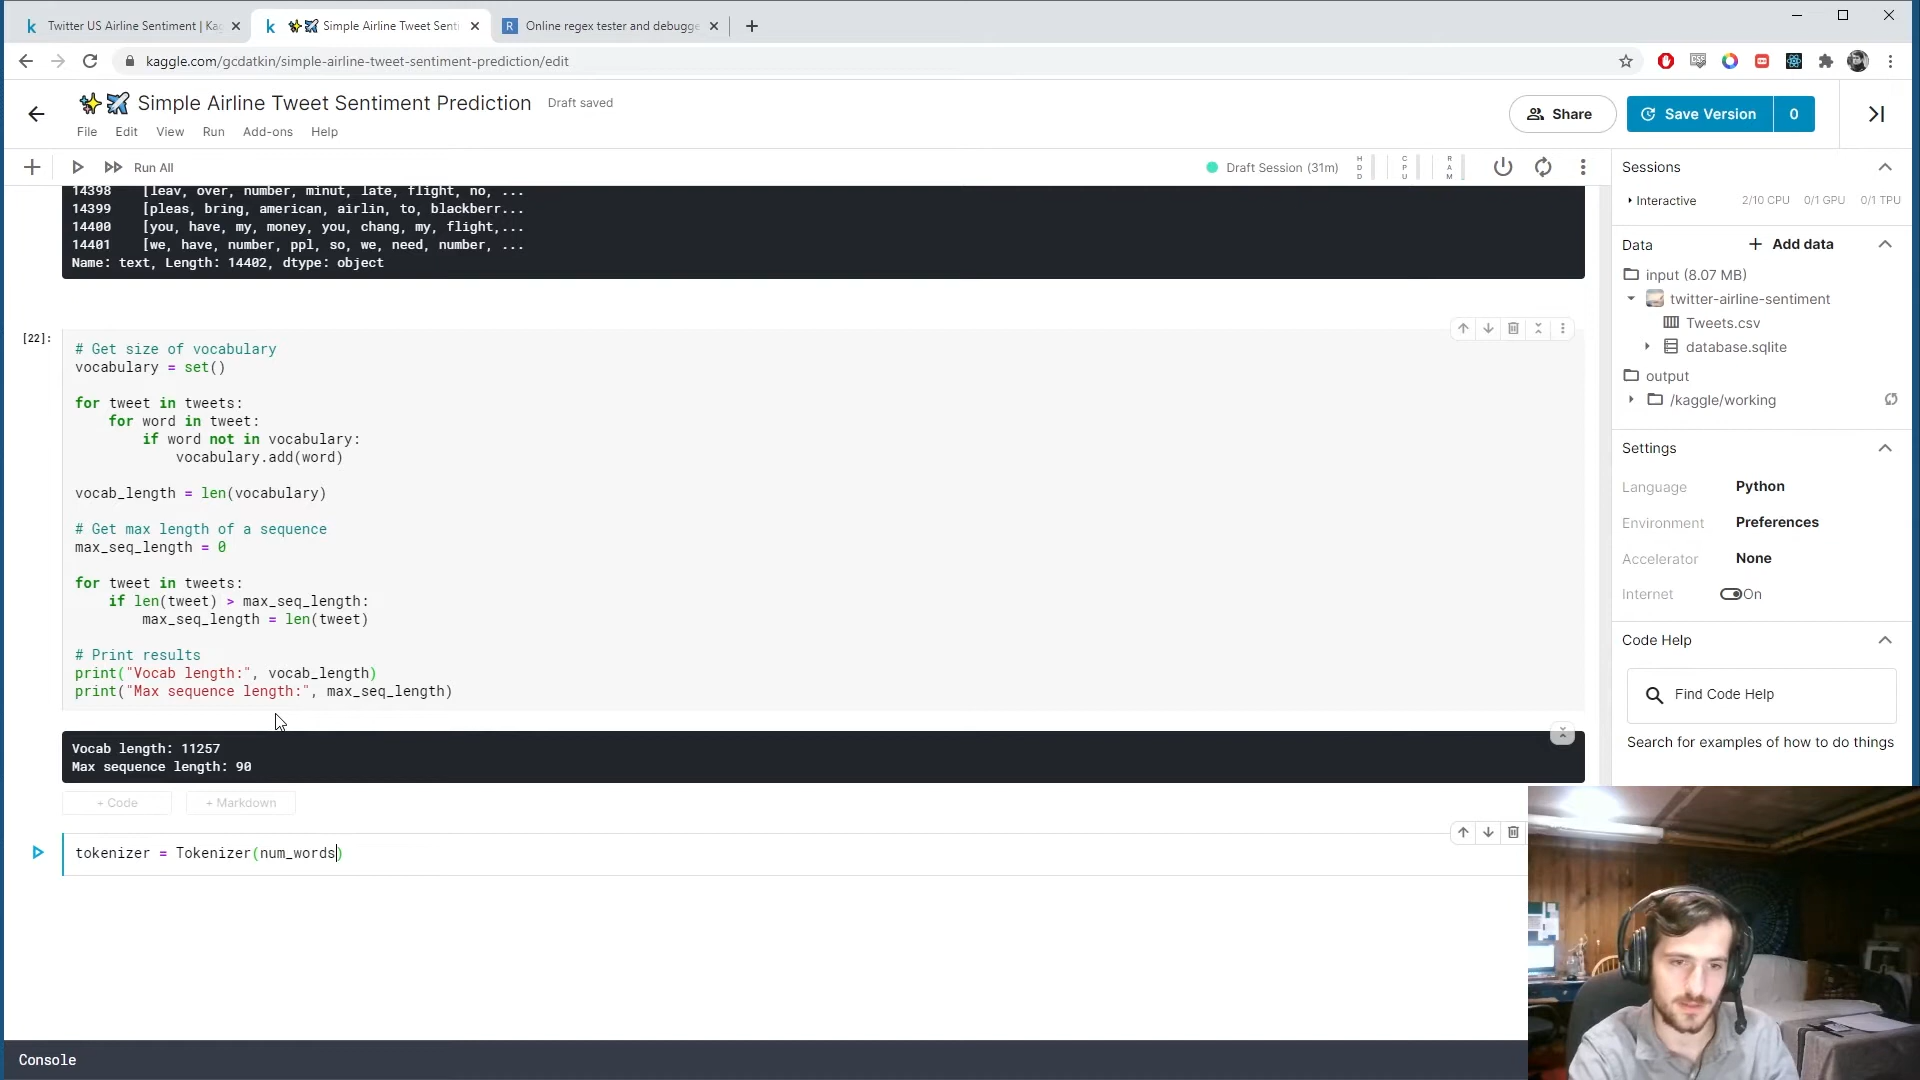 Twitter US Airline Sentiment | Kag
Simple Airline Tweet Senti
Online regex tester and debugge
kaggle.com/gcdatkin/simple-airline-tweet-sentiment-prediction/edit
Simple Airline Tweet Sentiment Prediction
Draft saved
Share
Save Version
0
File Edit View Run Add-ons Help
Run All
Draft Session (31m)
HDD
CPU
RAM
14398 [leav, over, number, minut, late, flight, no, ...
14399 [pleas, bring, american, airlin, to, blackberr...
14400 [you, have, my, money, you, chang, my, flight,...
14401 [we, have, number, ppl, so, we, need, number, ...
Name: text, Length: 14402, dtype: object
[22]:
# Get size of vocabulary
vocabulary = set()
for tweet in tweets:
for word in tweet:
if word not in vocabulary:
vocabulary.add(word)
vocab_length = len(vocabulary)
# Get max length of a sequence
max_seq_length = 0
for tweet in tweets:
if len(tweet) > max_seq_length:
max_seq_length = len(tweet)
# Print results
print("Vocab length:", vocab_length)
print("Max sequence length:", max_seq_length)
Vocab length: 11257
Max sequence length: 90
+ Code
+ Markdown
tokenizer = Tokenizer(num_words)
Console
Sessions
Interactive 2/10 CPU 0/1 GPU 0/1 TPU
Data
+ Add data
input (8.07 MB)
twitter-airline-sentiment
Tweets.csv
database.sqlite
output
/kaggle/working
Settings
Language Python
Environment Preferences
Accelerator None
Internet On
Code Help
Find Code Help
Search for examples of how to do things